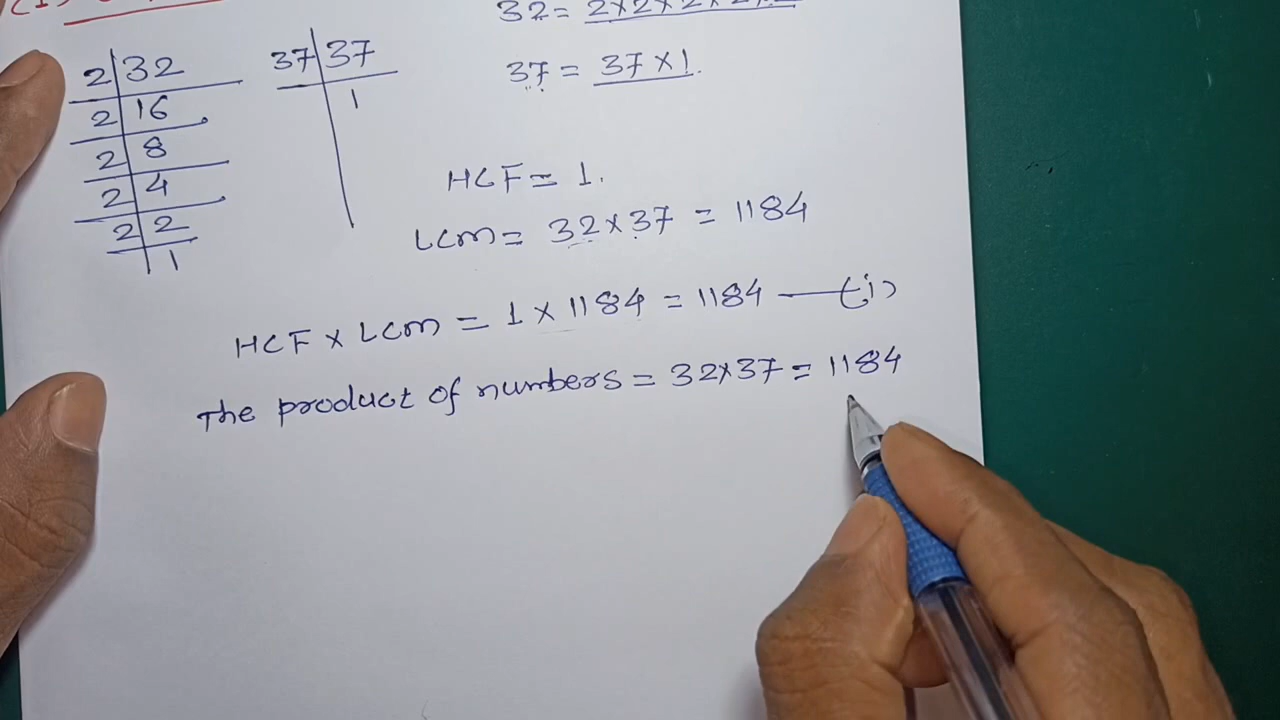 (1)
32 = 2×2×2×2×2
2 32 37 37
37 = 37×1.
2 16 1
2 8
2 4
2 2
1
HCF = 1.
LCM = 32×37 = 1184
HCF × LCM = 1 × 1184 = 1184 —(i)
The product of numbers = 32×37 = 1184